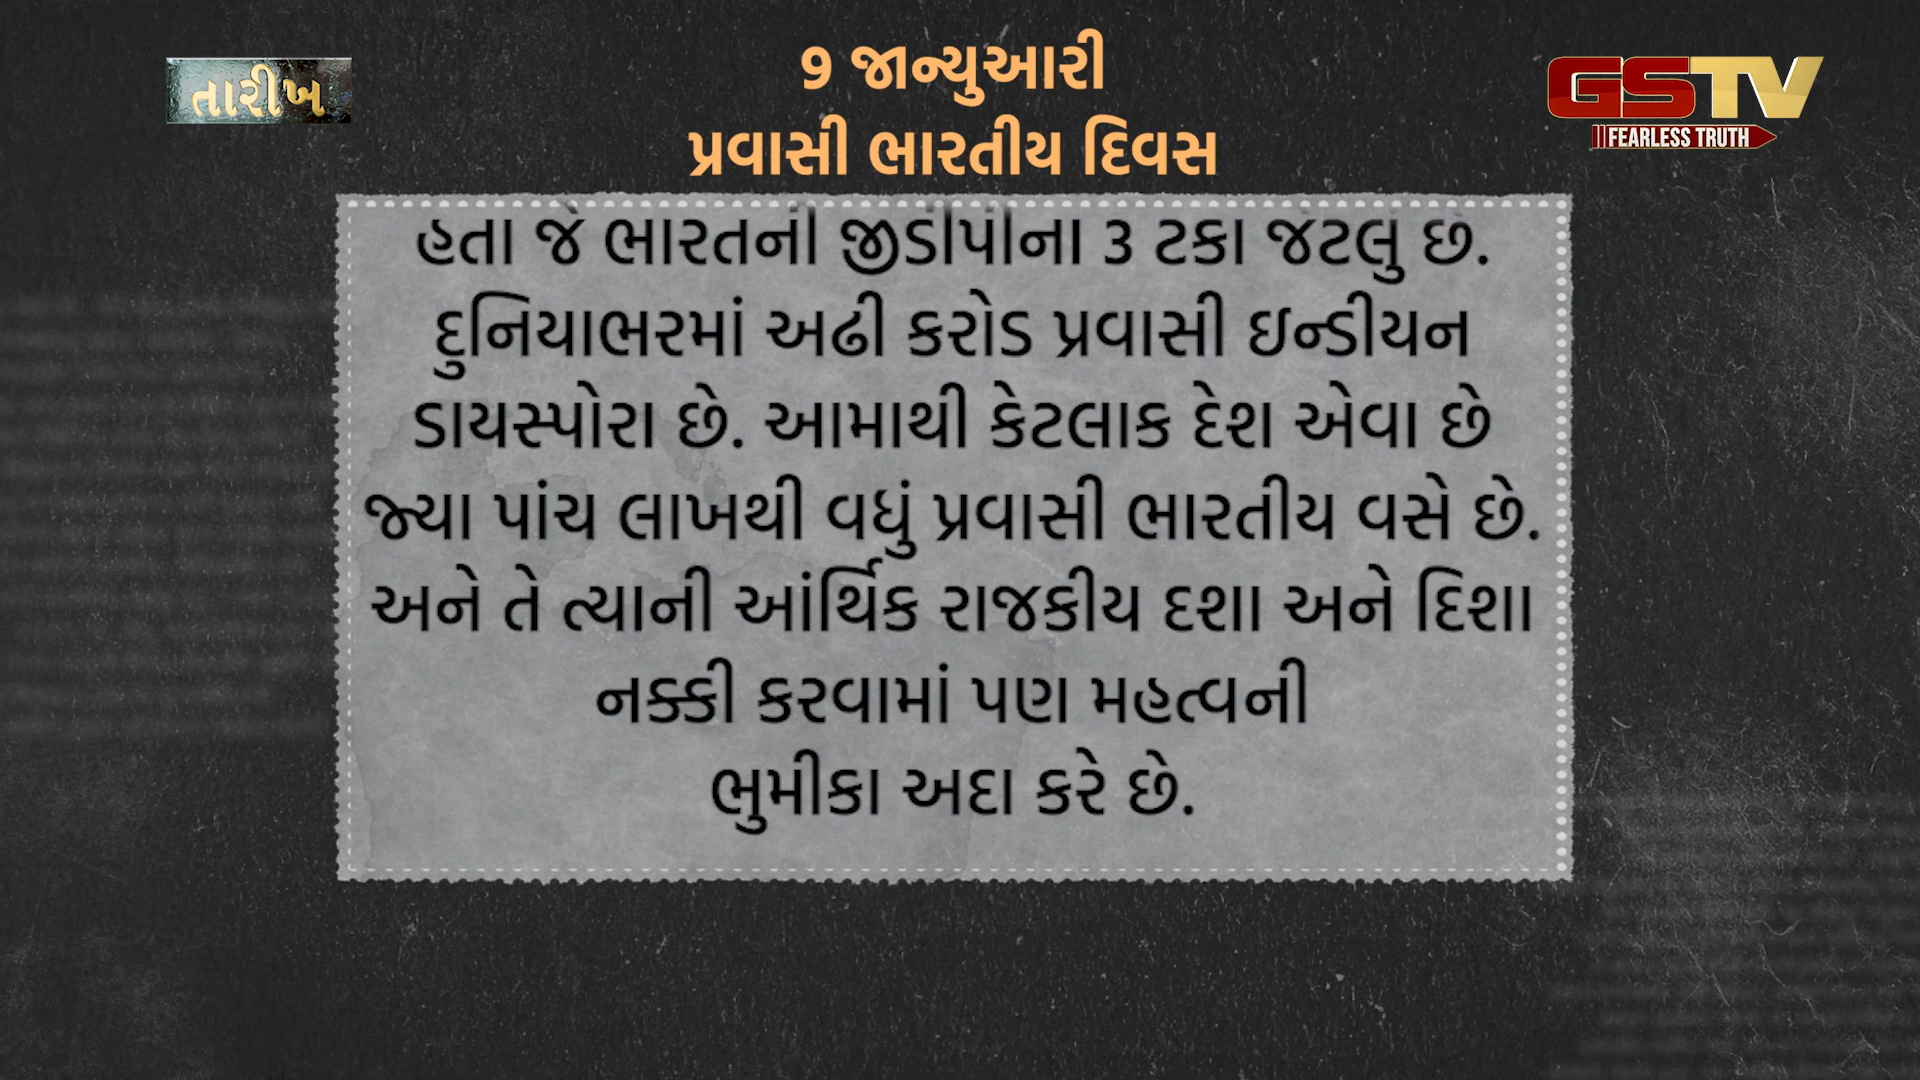 તારીખ
9 જાન્યુઆરી
પ્રવાસી ભારતીય દિવસ
GSTV
FEARLESS TRUTH
હતા જે ભારતની જીડીપીના 3 ટકા જેટલુ છે.
દુનિયાભરમાં અઢી કરોડ પ્રવાસી ઇન્ડીયન
ડાયસ્પોરા છે. આમાથી કેટલાક દેશ એવા છે
જ્યા પાંચ લાખથી વધું પ્રવાસી ભારતીય વસે છે.
અને તે ત્યાની આંર્થિક રાજકીય દશા અને દિશા
નક્કી કરવામાં પણ મહત્વની
ભુમીકા અદા કરે છે.